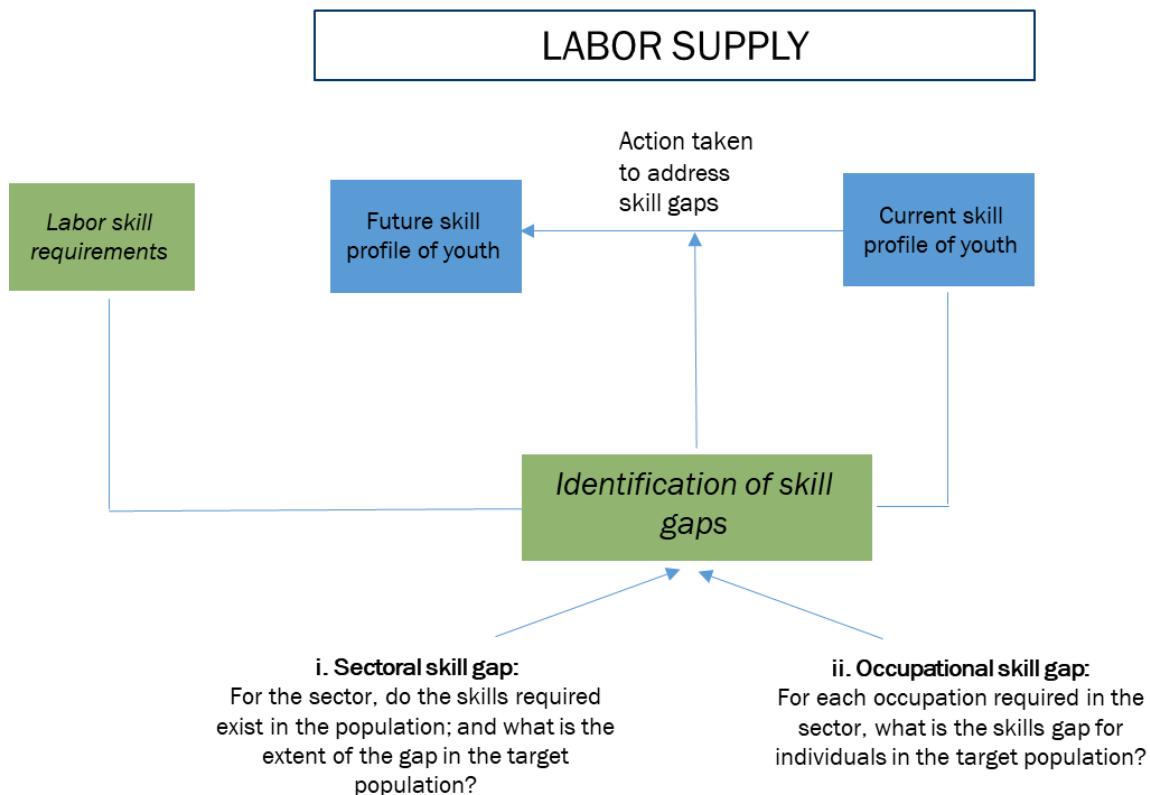 LABOR SUPPLY
Action taken
to address
skill gaps
Labor skill
requirements
Future skill
profile of youth
Current skill
profile of youth
Identification of skill
gaps
i. Sectoral skill gap:
For the sector, do the skills required
exist in the population; and what is the
extent of the gap in the target
population?
ii. Occupational skill gap:
For each occupation required in the
sector, what is the skills gap for
individuals in the target population?